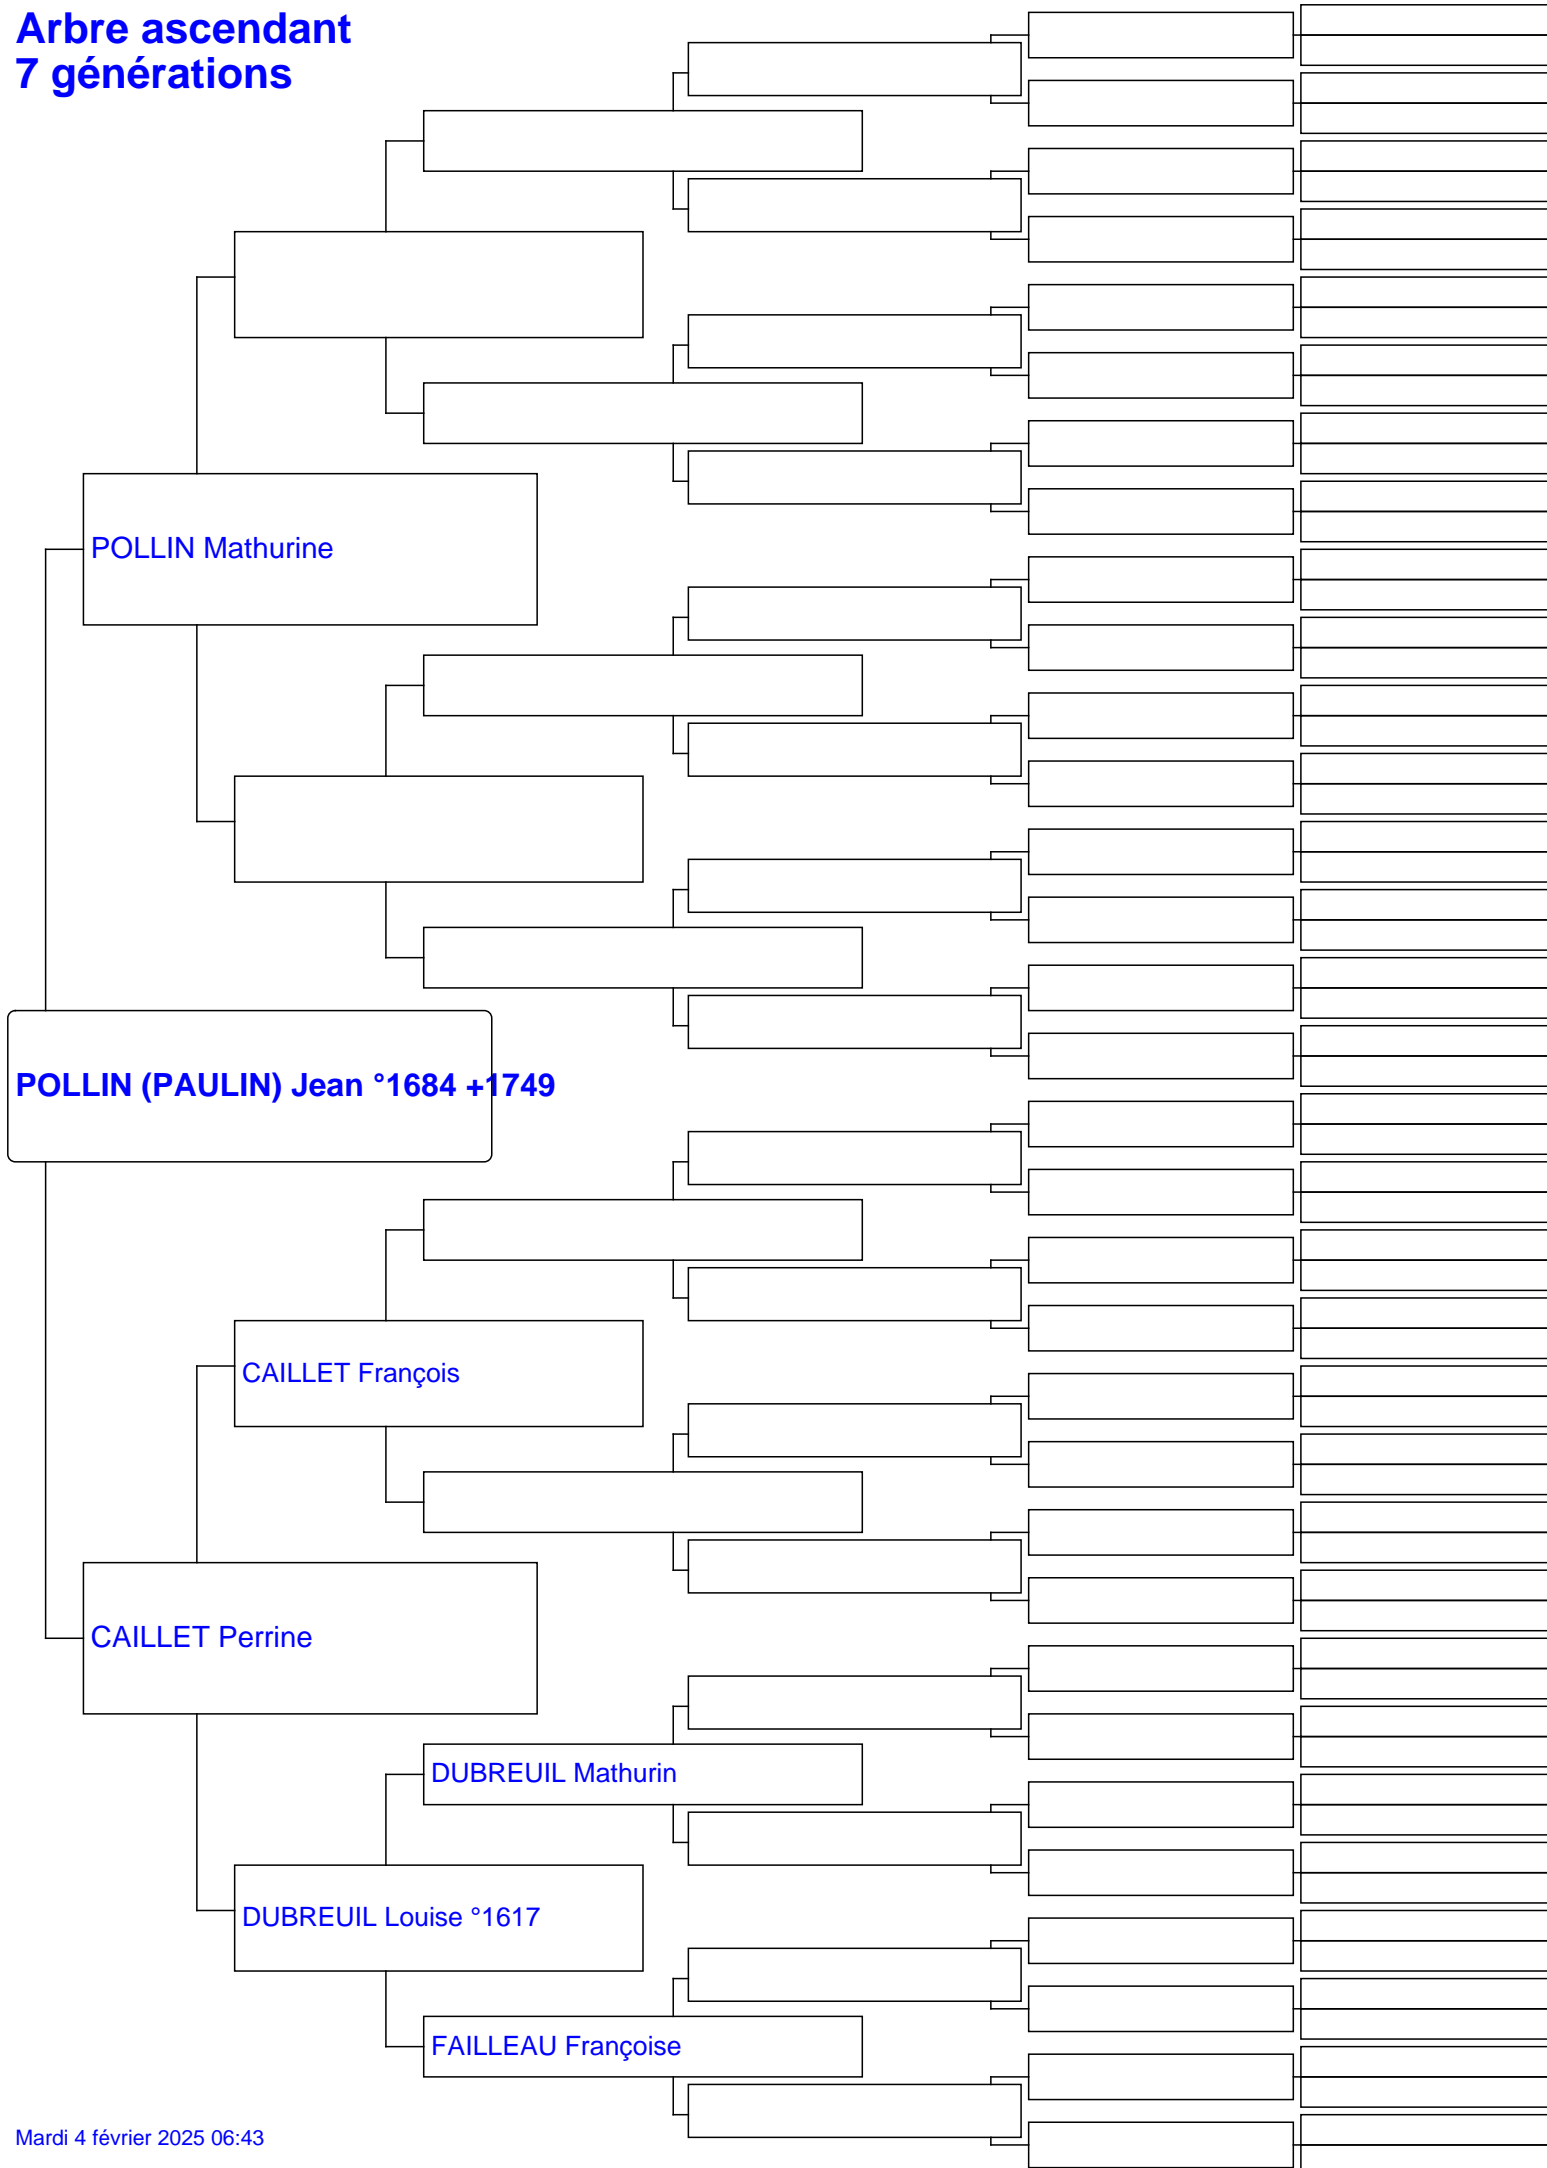 Arbre ascendant
7 générations
POLLIN Mathurine
POLLIN (PAULIN) Jean °1684 +1749
CAILLET François
CAILLET Perrine
DUBREUIL Mathurin
DUBREUIL Louise °1617
FAILLEAU Françoise
Mardi 4 février 2025 06:43